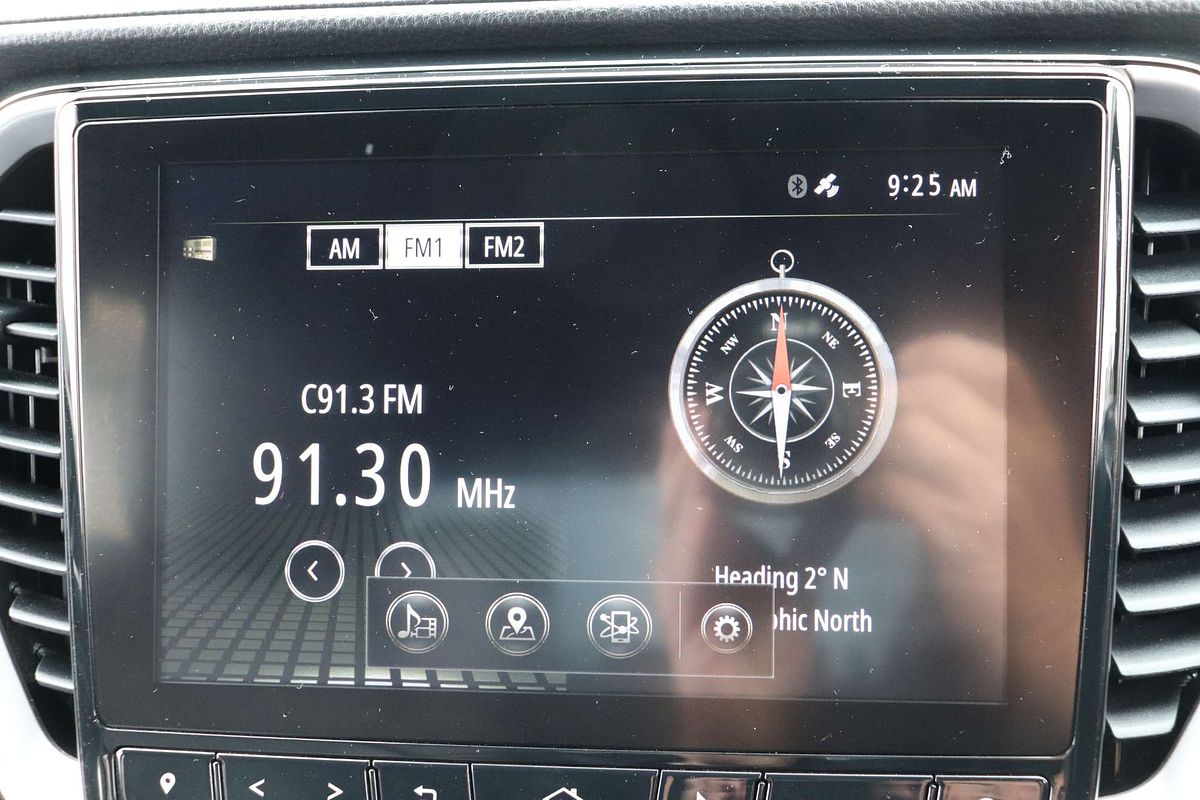 9:25 AM
AM FM1 FM2
N
NW NE
W E
SW SE
S
C91.3 FM
91.30 MHz
Heading 2° N
phic North